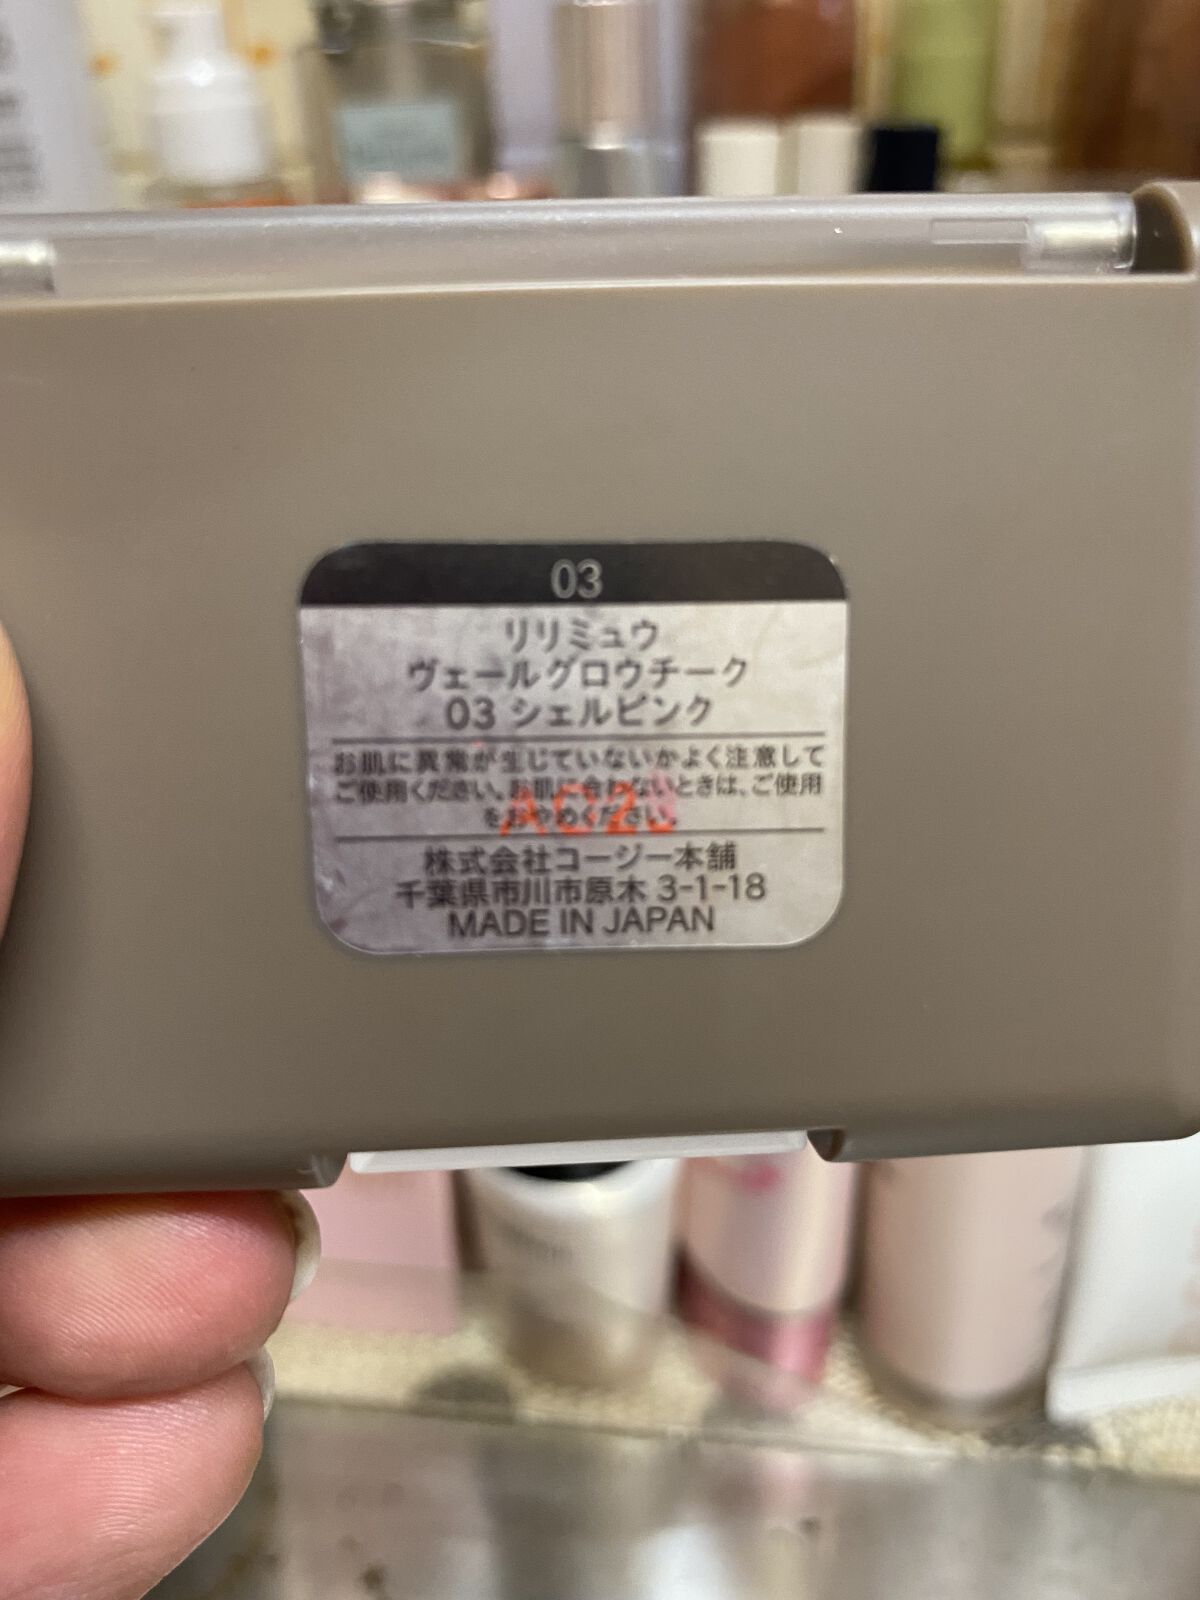 03
リリミュウ
ヴェールグロウチーク
03 シェルピンク
お肌に異常が生じていないかよく注意して
ご使用ください。お肌に合わないときは、ご使用
をおやめください。
株式会社コージー本舗
千葉県市川市原木 3-1-18
MADE IN JAPAN